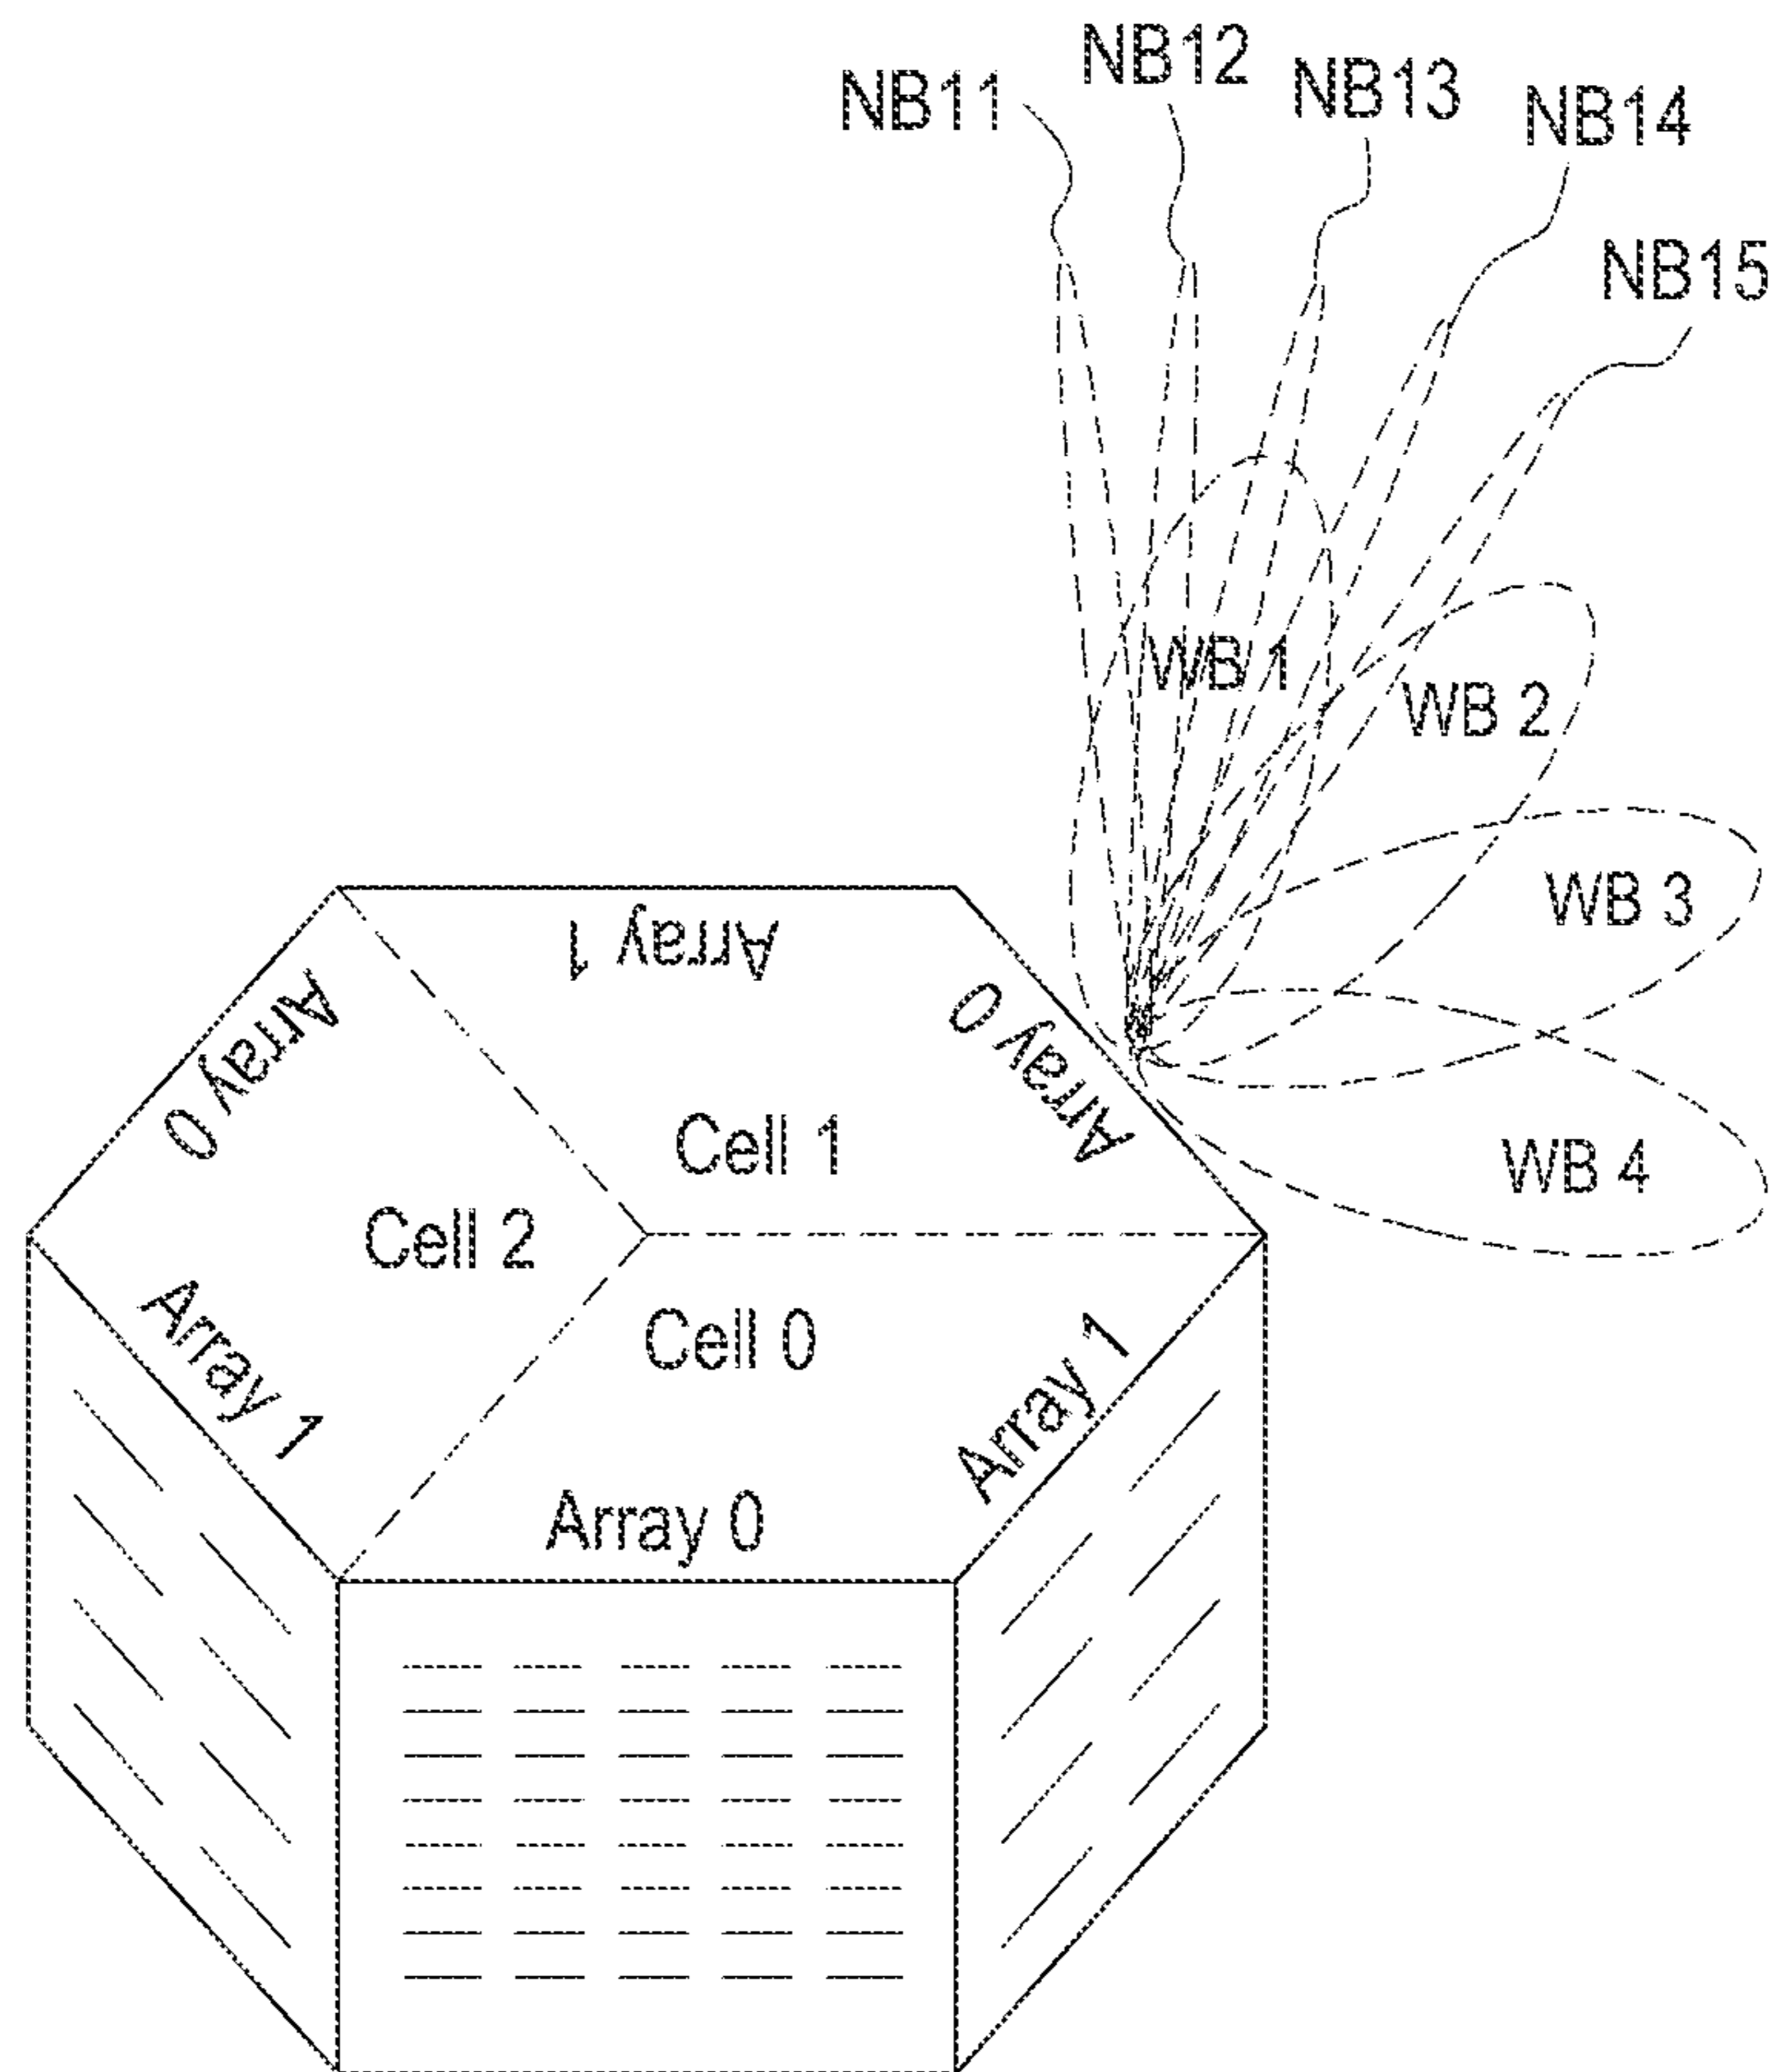 NB11
NB12
NB13
NB14
NB15
WB 1
WB 2
WB 3
WB 4
Array 1
Array 0
Array 0
Cell 1
Cell 2
Cell 0
Array 1
Array 1
Array 0